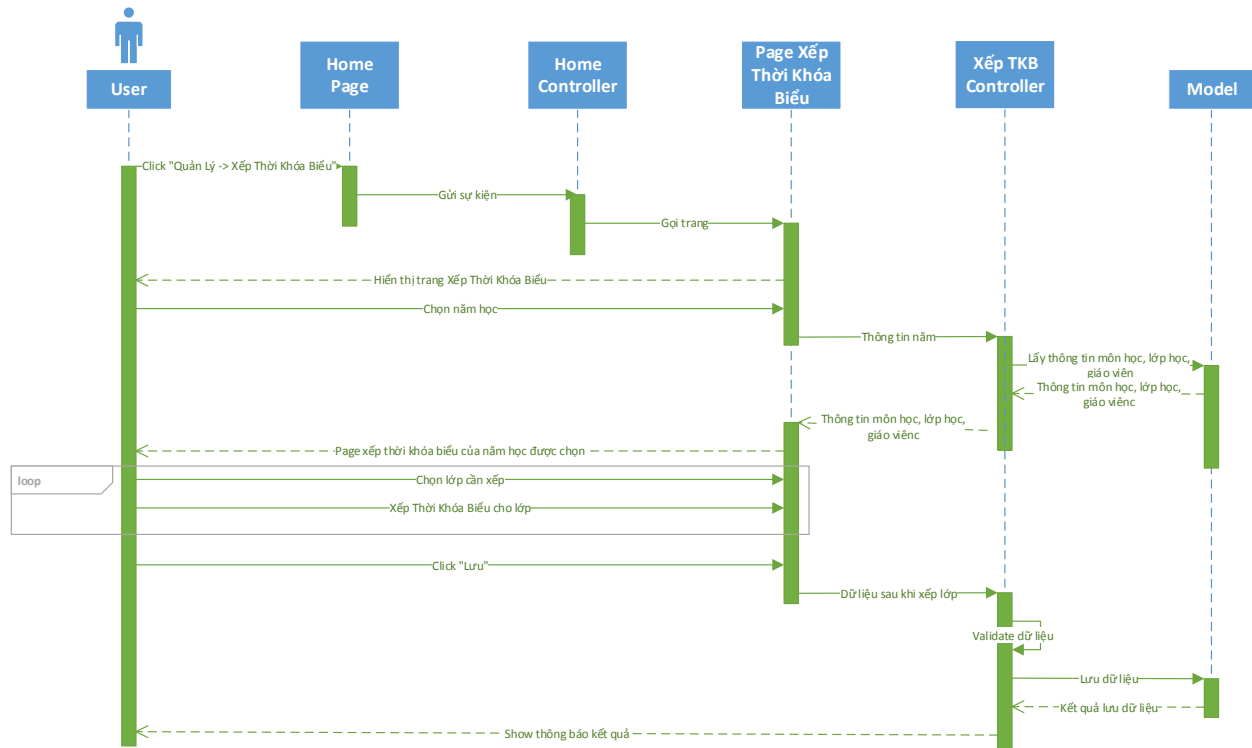 User
Home
Page
Home
Controller
Page Xếp
Thời Khóa
Biểu
Xếp TKB
Controller
Model
Click "Quản Lý -> Xếp Thời Khóa Biểu"
Gửi sự kiện
Gọi trang
Hiển thị trang Xếp Thời Khóa Biểu
Chọn năm học
Thông tin năm
Lấy thông tin môn học, lớp học,
giáo viên
Thông tin môn học, lớp học,
giáo viênc
Thông tin môn học, lớp học,
giáo viênc
Page xếp thời khóa biểu của năm học được chọn
loop
Chọn lớp cần xếp
Xếp Thời Khóa Biểu cho lớp
Click "Lưu"
Dữ liệu sau khi xếp lớp
Validate dữ liệu
Lưu dữ liệu
Kết quả lưu dữ liệu
Show thông báo kết quả